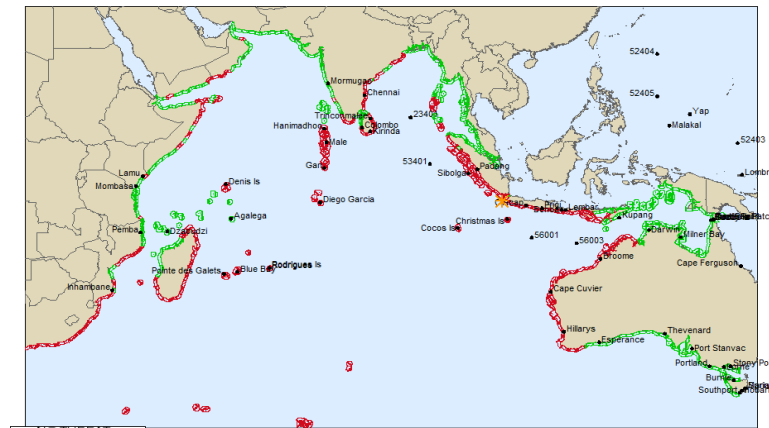 52404
52405
Yap
Malakal
52403
Mormugao
Chennai
Trincomalee
Colombo
Kirinda
Hanimadhoo
Male
Gan
53401
Sibolga
Padang
Lamu
Mombasa
Denis Is
Diego Garcia
Agalega
Pemba
Dzaoudzi
Christmas Is
Cocos Is
Kupang
Darwin
Milner Bay
56001
56003
Broome
Cape Ferguson
Pointe des Galets
Blue Bay
Rodrigues Is
Inhambane
Cape Cuvier
Hillarys
Esperance
Thevenard
Port Stanvac
Portland
Stony Po
Burnie
Southport